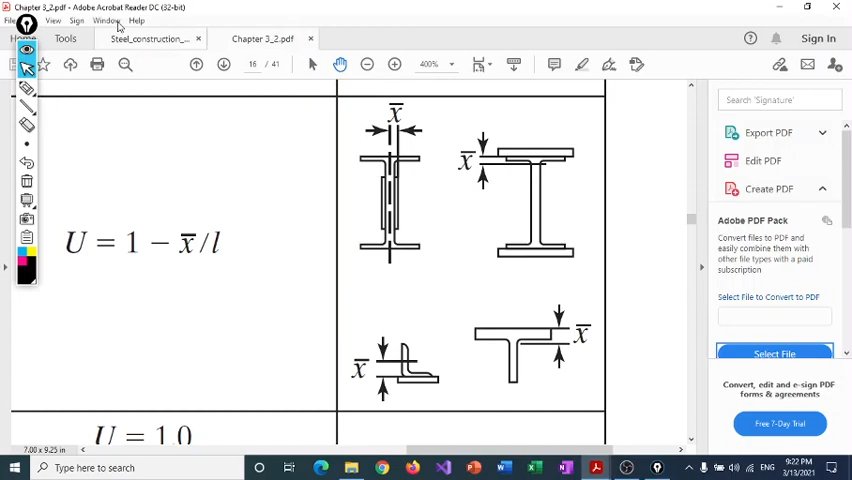 Chapter 3_2.pdf - Adobe Acrobat Reader DC (32-bit)
View Sign Window Help
Tools Steel_construction_... × Chapter 3_2.pdf × Sign In
16 / 41 400%
x̅
x̅
U = 1 − x̅/l
x̅
x̅
U = 1.0
7.00 x 9.25 in
Search 'Signature'
Export PDF
Edit PDF
Create PDF
Adobe PDF Pack
Convert files to PDF and
easily combine them with
other file types with a paid
subscription
Select File to Convert to PDF
Select File
Convert, edit and e-sign PDF
forms & agreements
Free 7-Day Trial
Type here to search
ENG
9:22 PM
3/13/2021